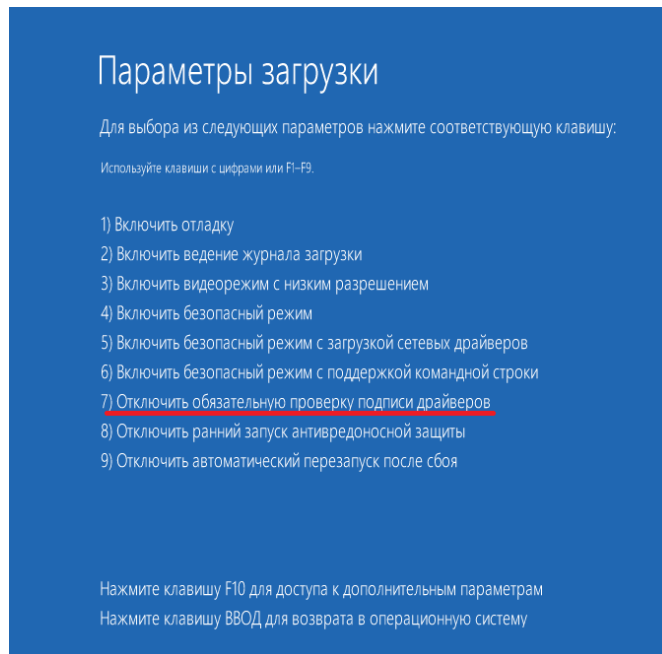 Параметры загрузки
Для выбора из следующих параметров нажмите соответствующую клавишу:
Используйте клавиши с цифрами или F1–F9.
1) Включить отладку
2) Включить ведение журнала загрузки
3) Включить видеорежим с низким разрешением
4) Включить безопасный режим
5) Включить безопасный режим с загрузкой сетевых драйверов
6) Включить безопасный режим с поддержкой командной строки
7) Отключить обязательную проверку подписи драйверов
8) Отключить ранний запуск антивредоносной защиты
9) Отключить автоматический перезапуск после сбоя
Нажмите клавишу F10 для доступа к дополнительным параметрам
Нажмите клавишу ВВОД для возврата в операционную систему